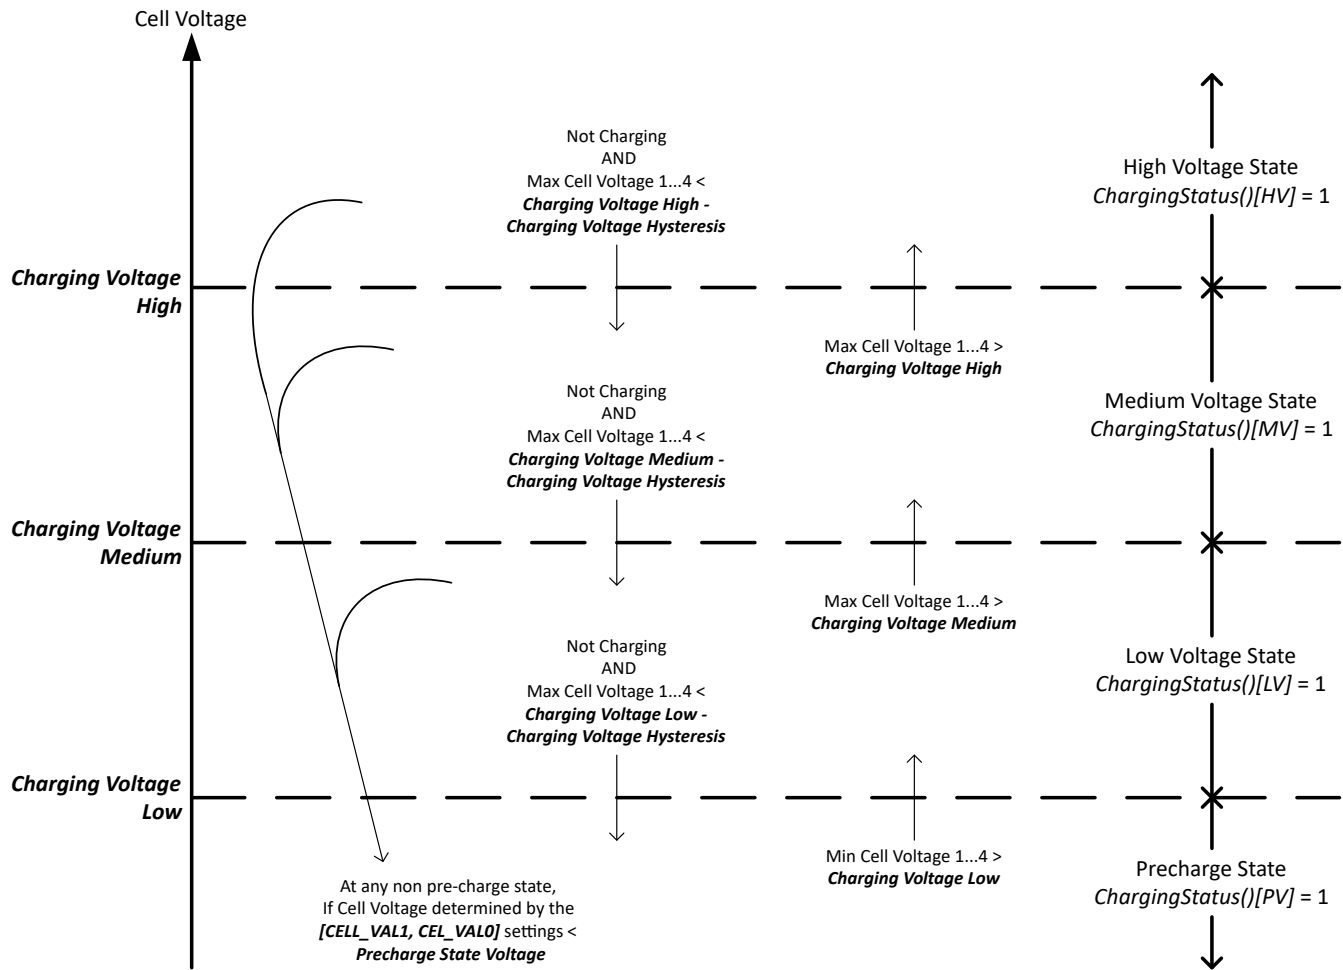 Cell Voltage
Not Charging
AND
Max Cell Voltage 1...4 <
Charging Voltage High -
Charging Voltage Hysteresis
High Voltage State
ChargingStatus()[HV] = 1
Charging Voltage
High
Max Cell Voltage 1...4 >
Charging Voltage High
Not Charging
AND
Max Cell Voltage 1...4 <
Charging Voltage Medium -
Charging Voltage Hysteresis
Medium Voltage State
ChargingStatus()[MV] = 1
Charging Voltage
Medium
Max Cell Voltage 1...4 >
Charging Voltage Medium
Not Charging
AND
Max Cell Voltage 1...4 <
Charging Voltage Low -
Charging Voltage Hysteresis
Low Voltage State
ChargingStatus()[LV] = 1
Charging Voltage
Low
Min Cell Voltage 1...4 >
Charging Voltage Low
Precharge State
ChargingStatus()[PV] = 1
At any non pre-charge state,
If Cell Voltage determined by the
[CELL_VAL1, CEL_VAL0] settings <
Precharge State Voltage